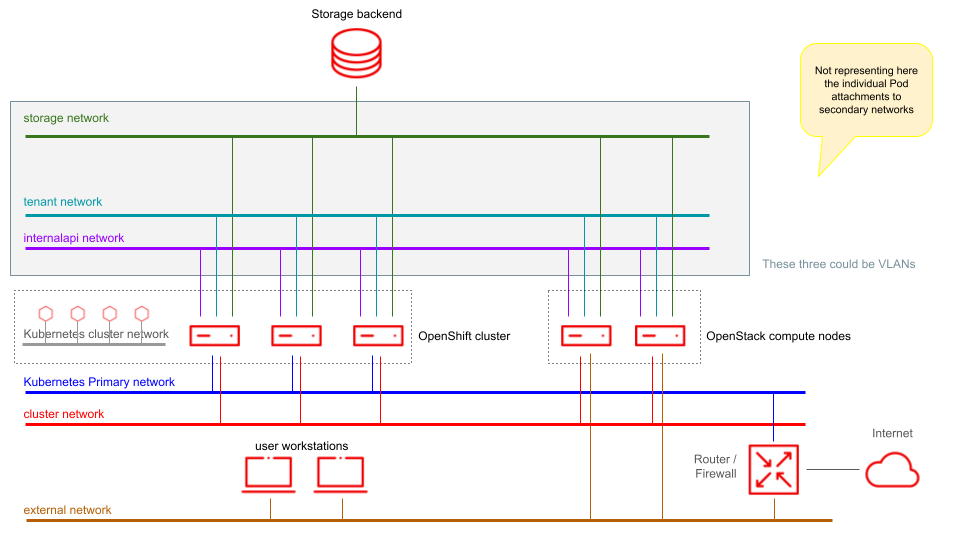 Storage backend
Not representing here
the individual Pod
attachments to
secondary networks
storage network
tenant network
internalapi network
These three could be VLANs
Kubernetes cluster network
OpenShift cluster
OpenStack compute nodes
Kubernetes Primary network
cluster network
user workstations
Internet
Router /
Firewall
external network